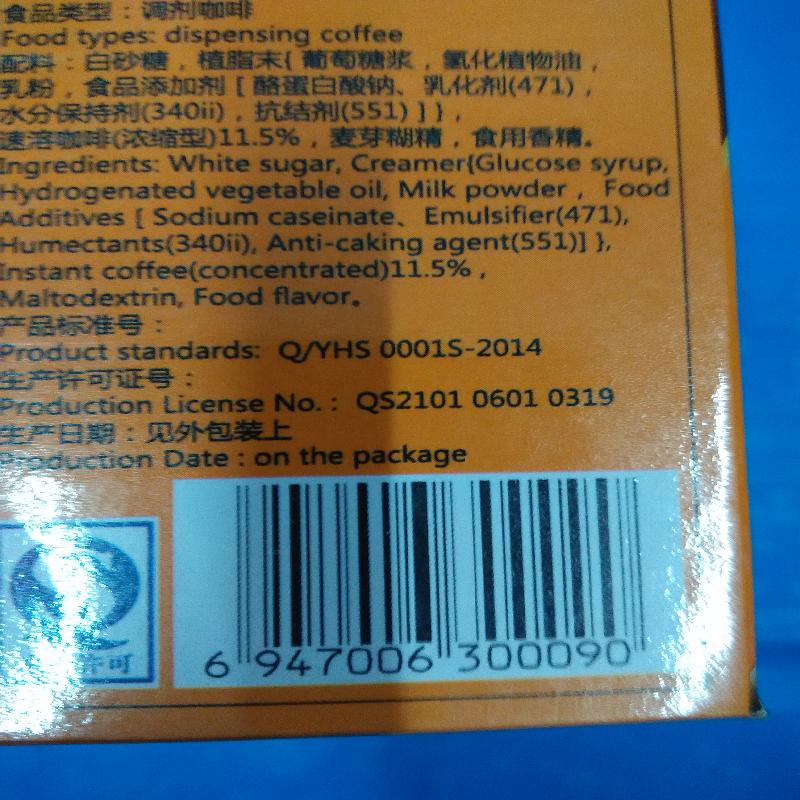 食品类型：调剂咖啡
Food types: dispensing coffee
配料：白砂糖，植脂末{ 葡萄糖浆，氢化植物油，
乳粉，食品添加剂 [ 酪蛋白酸钠、乳化剂(471)，
水分保持剂(340ii)，抗结剂(551) ] }，
速溶咖啡(浓缩型)11.5%，麦芽糊精，食用香精。
Ingredients: White sugar, Creamer{Glucose syrup,
Hydrogenated vegetable oil, Milk powder ,  Food
Additives [ Sodium caseinate、Emulsifier(471),
Humectants(340ii), Anti-caking agent(551)] },
Instant coffee(concentrated)11.5% ,
Maltodextrin, Food flavor。
产品标准号：
Product standards:  Q/YHS 0001S-2014
生产许可证号：
Production License No. :  QS2101 0601 0319
生产日期：见外包装上
Production Date : on the package
许可
6 947006 300090